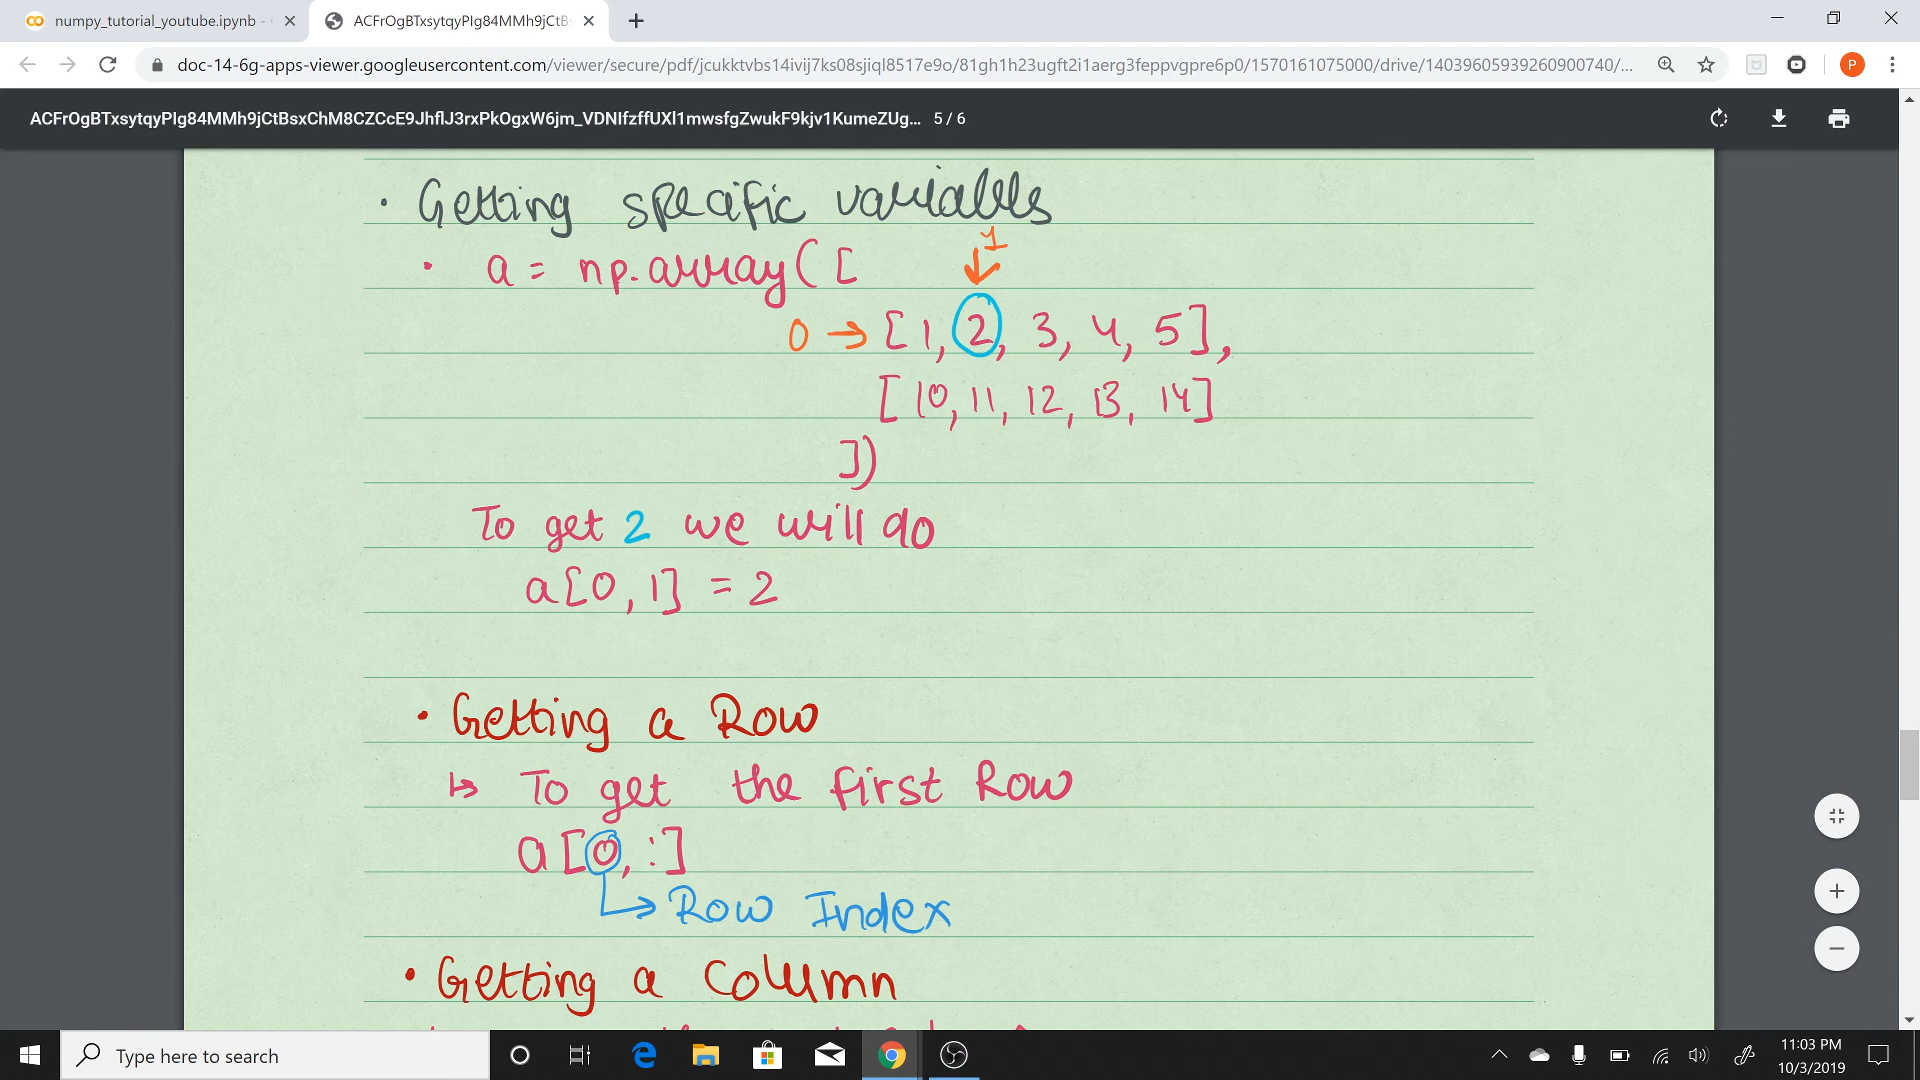 numpy_tutorial_youtube.ipynb -
ACFrOgBTxsytqyPIg84MMh9jCtBs
doc-14-6g-apps-viewer.googleusercontent.com/viewer/secure/pdf/jcukktvbs14ivij7ks08sjiql8517e9o/81gh1h23ugft2i1aerg3feppvgpre6p0/1570161075000/drive/14039605939260900740/...
P
ACFrOgBTxsytqyPIg84MMh9jCtBsxChM8CZCcE9JhflJ3rxPkOgxW6jm_VDNIfzffUXl1mwsfgZwukF9kjv1KumeZUg... 5 / 6
• Getting specific variables
1
• a = np.array([
0 → [1, 2, 3, 4, 5],
[10, 11, 12, 13, 14]
])
To get 2 we will do
a[0, 1] = 2
• Getting a Row
↳ To get the first Row
a[0, :]
Row Index
• Getting a Column
Type here to search
11:03 PM
10/3/2019